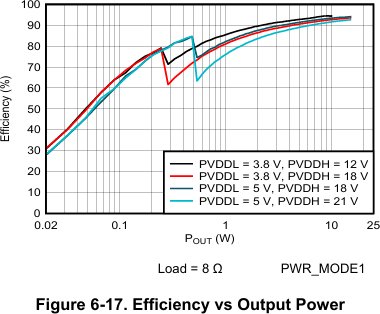 100
90
80
70
60
50
40
30
20
10
0
Efficiency (%)
PVDDL = 3.8 V, PVDDH = 12 V
PVDDL = 3.8 V, PVDDH = 18 V
PVDDL = 5 V, PVDDH = 18 V
PVDDL = 5 V, PVDDH = 21 V
0.02 0.1 1 10 25
POUT (W)
Load = 8 Ω PWR_MODE1
Figure 6-17. Efficiency vs Output Power